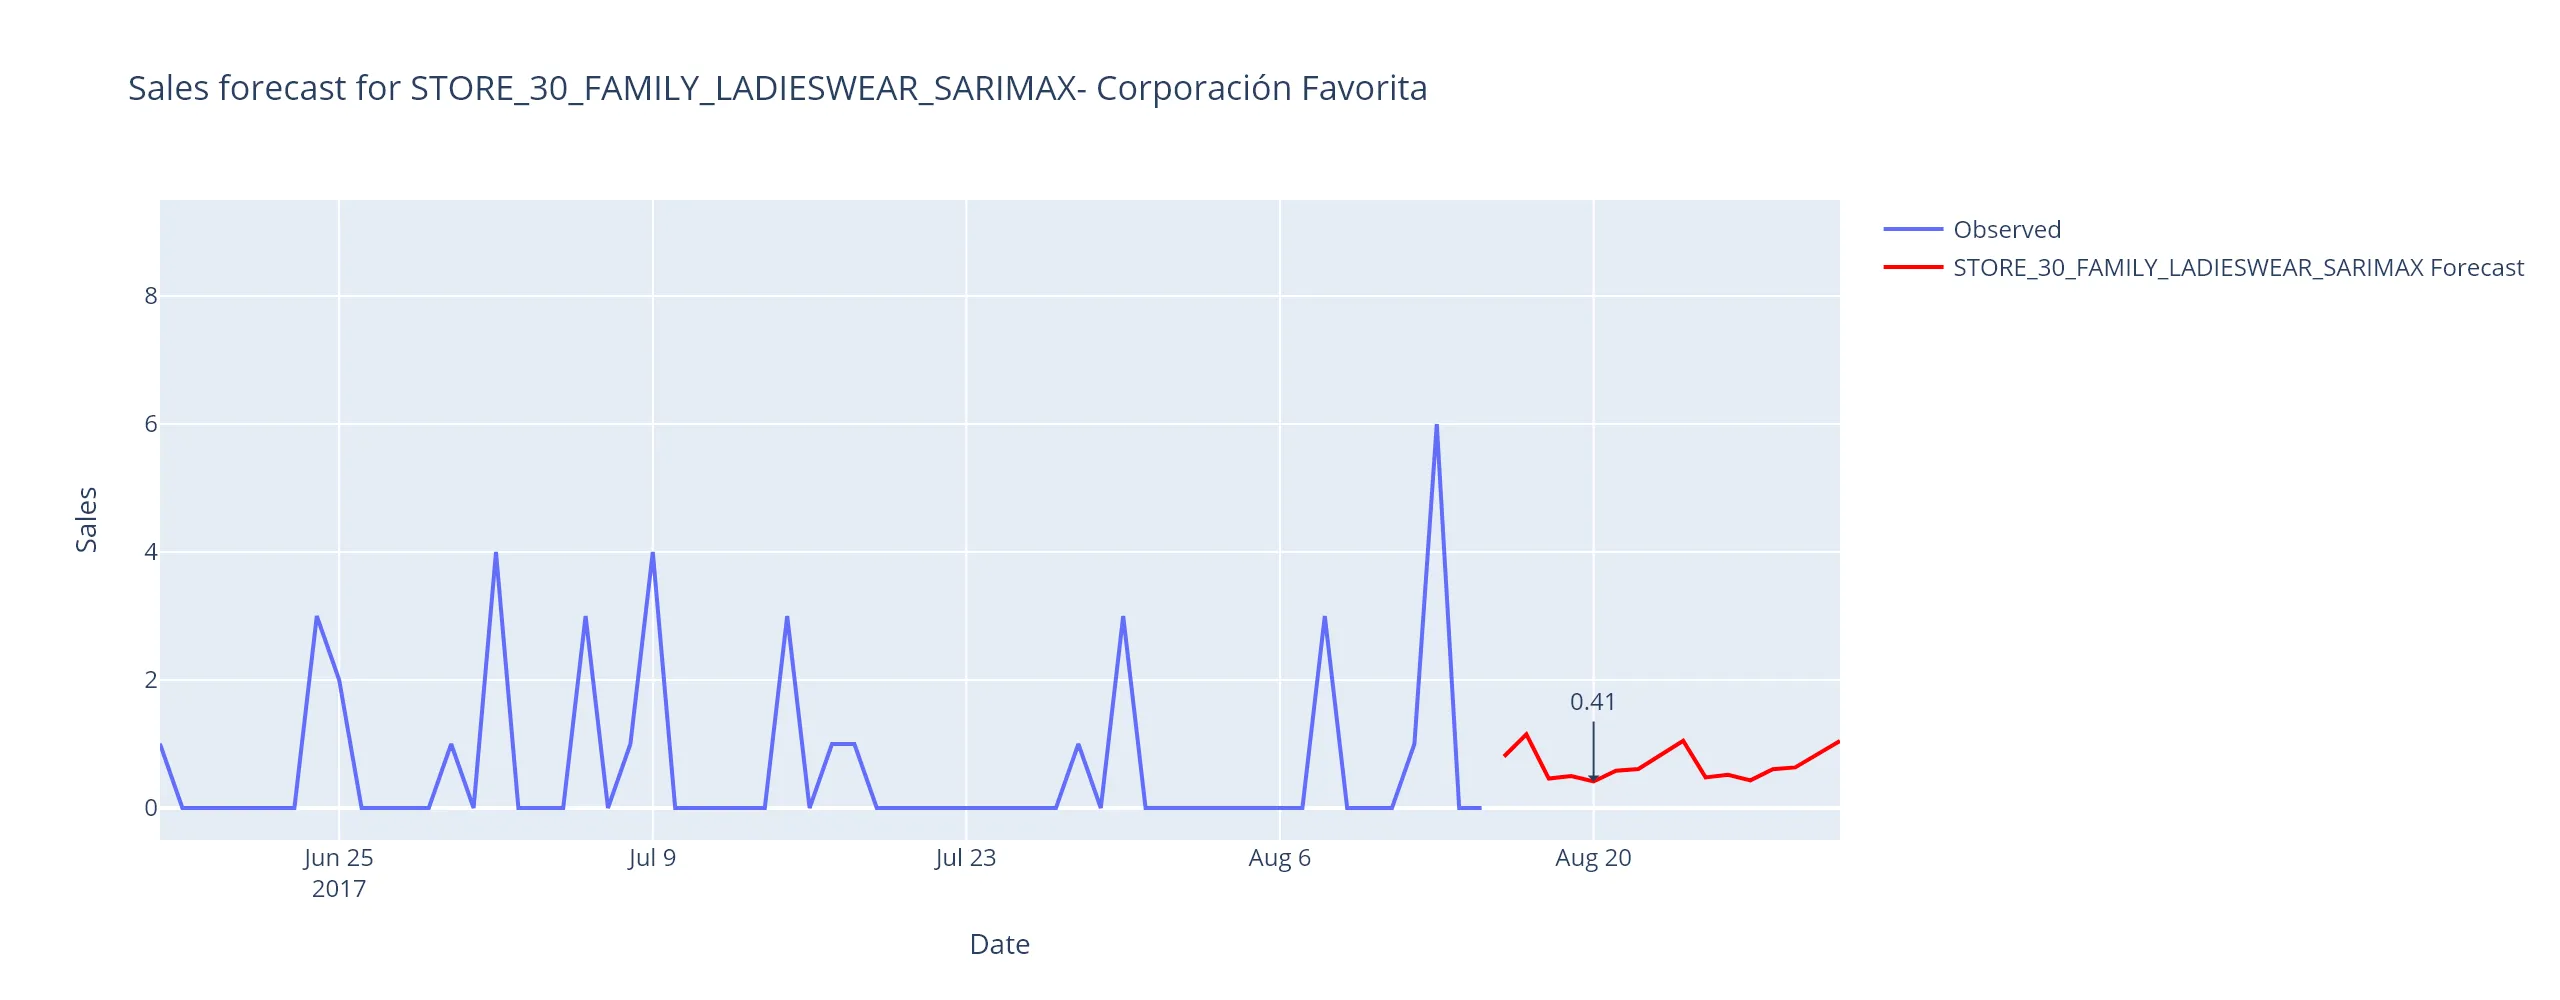 Sales forecast for STORE_30_FAMILY_LADIESWEAR_SARIMAX- Corporación Favorita
Observed
STORE_30_FAMILY_LADIESWEAR_SARIMAX Forecast
8
6
4
2
0
Sales
0.41
Jun 25
2017
Jul 9
Jul 23
Aug 6
Aug 20
Date